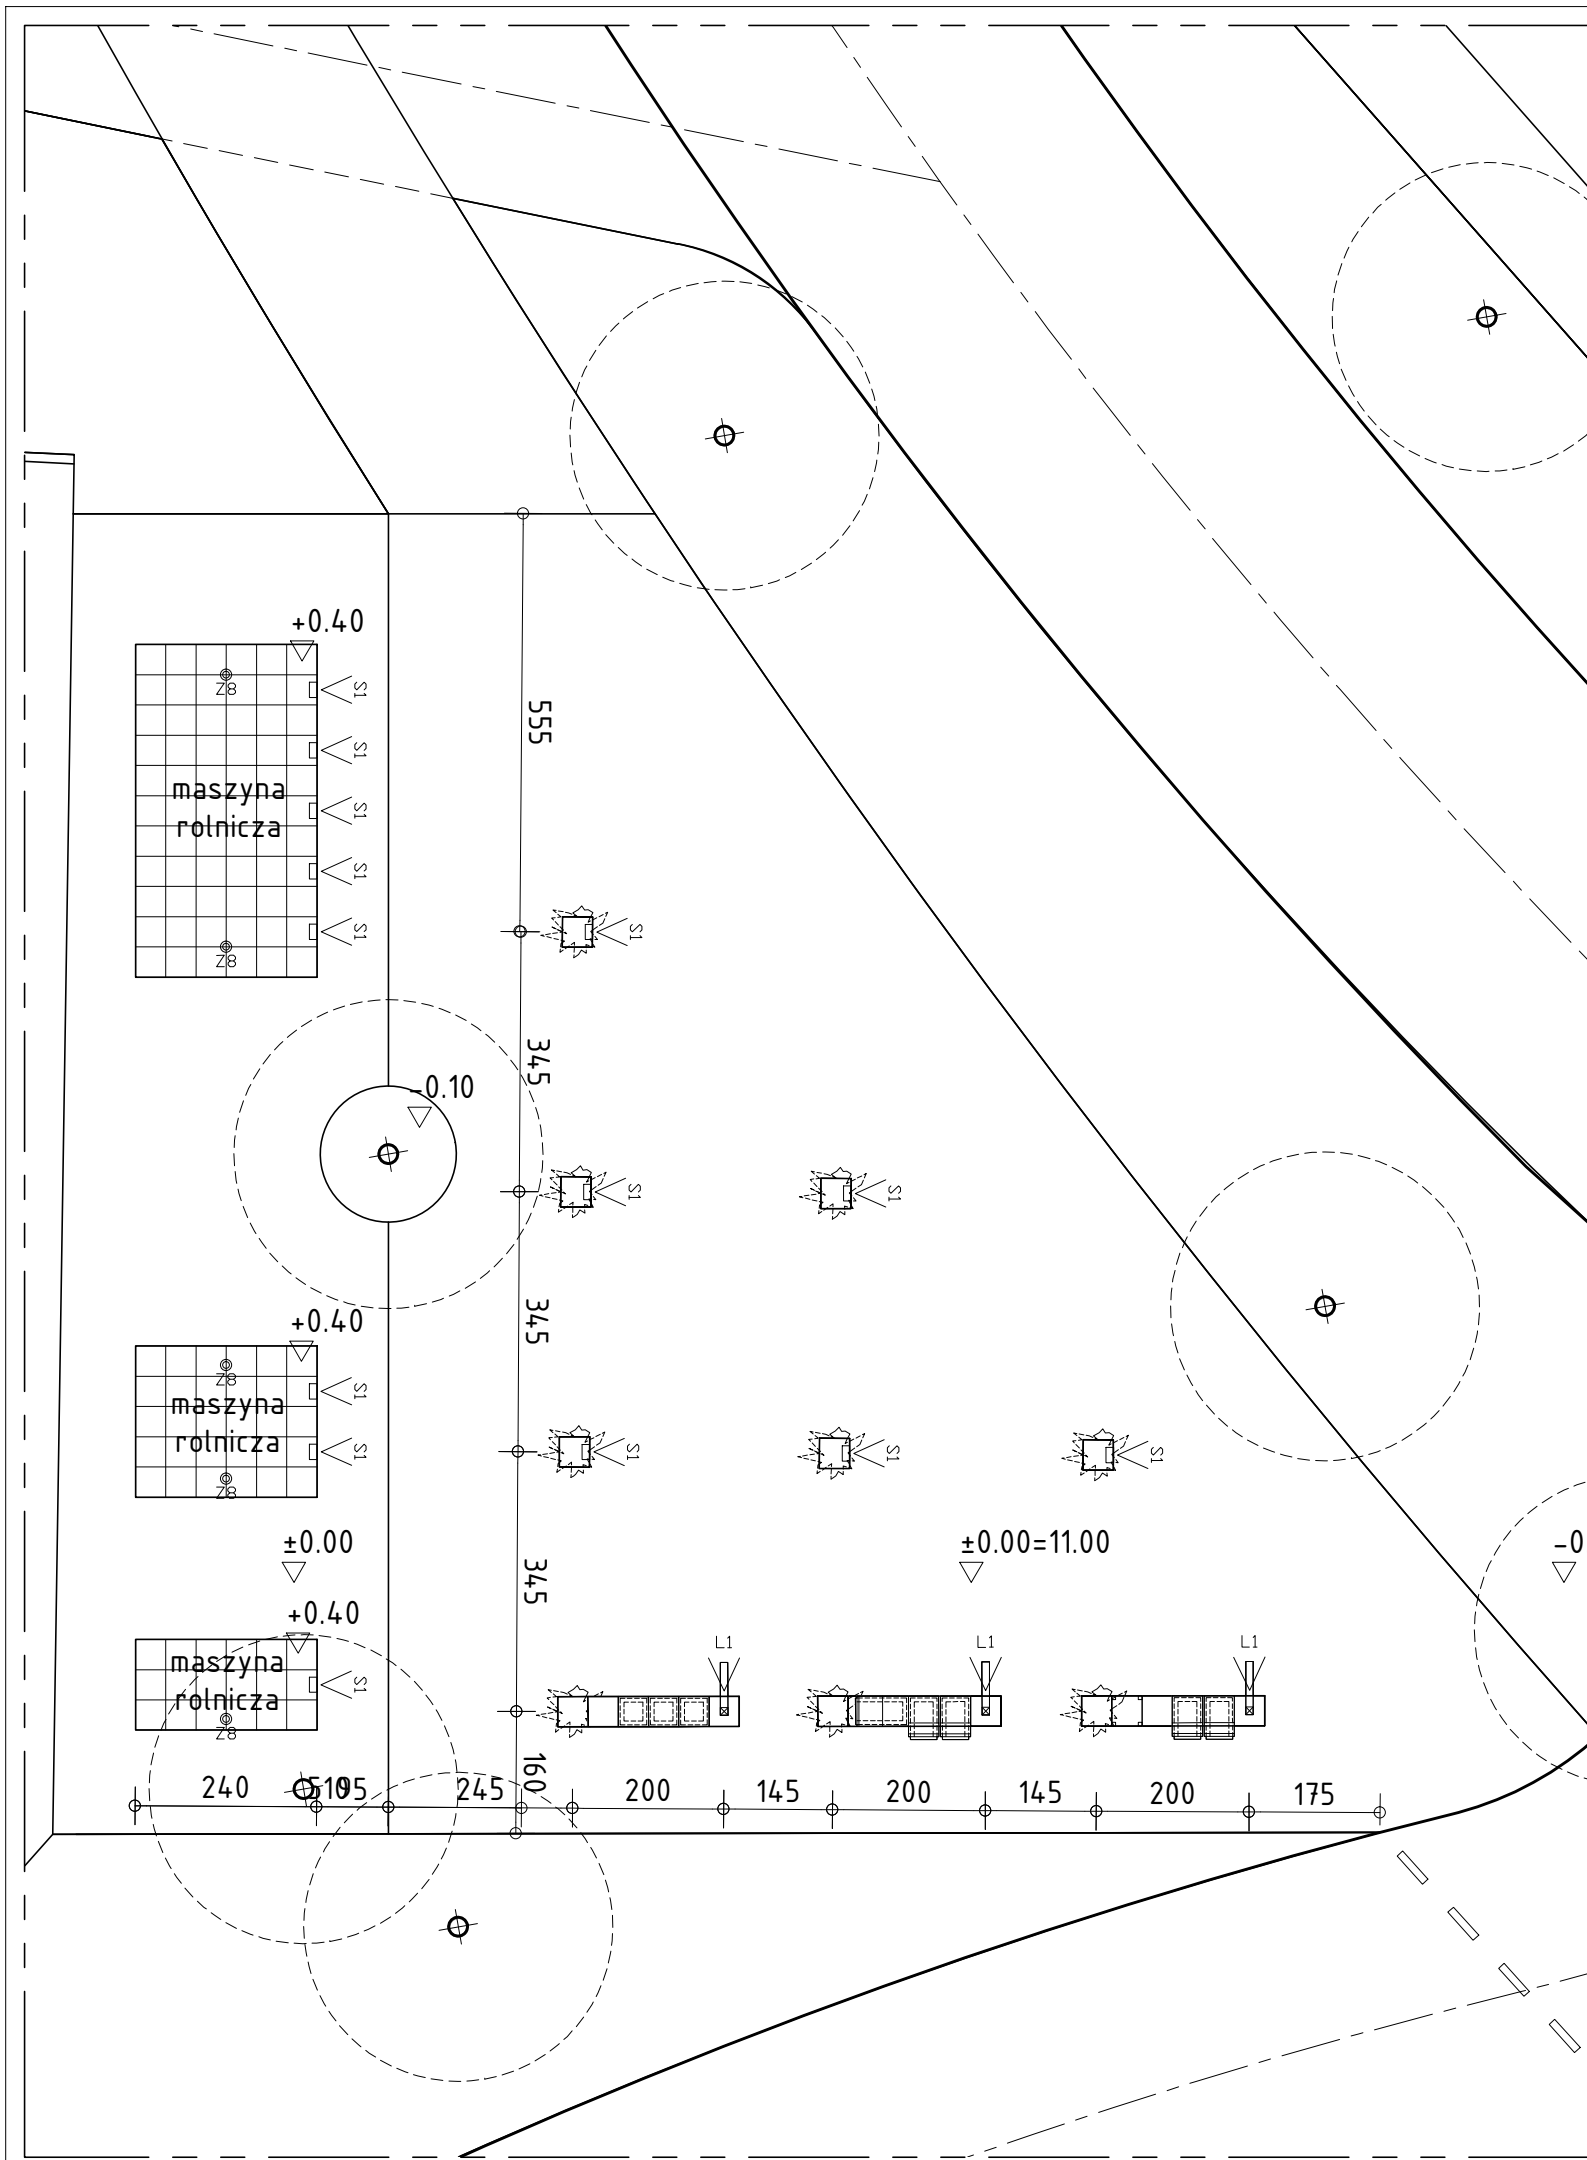 +0.40
Z8
S1
S1
555
maszyna
rolnicza
S1
S1
S1
S1
Z8
345
-0.10
S1
S1
345
+0.40
Z8
S1
maszyna
rolnicza
S1
S1
S1
S1
Z8
±0.00
±0.00=11.00
-0
345
+0.40
maszyna
rolnicza
S1
L1
L1
L1
Z8
160
240
195
245
200
145
200
145
200
175